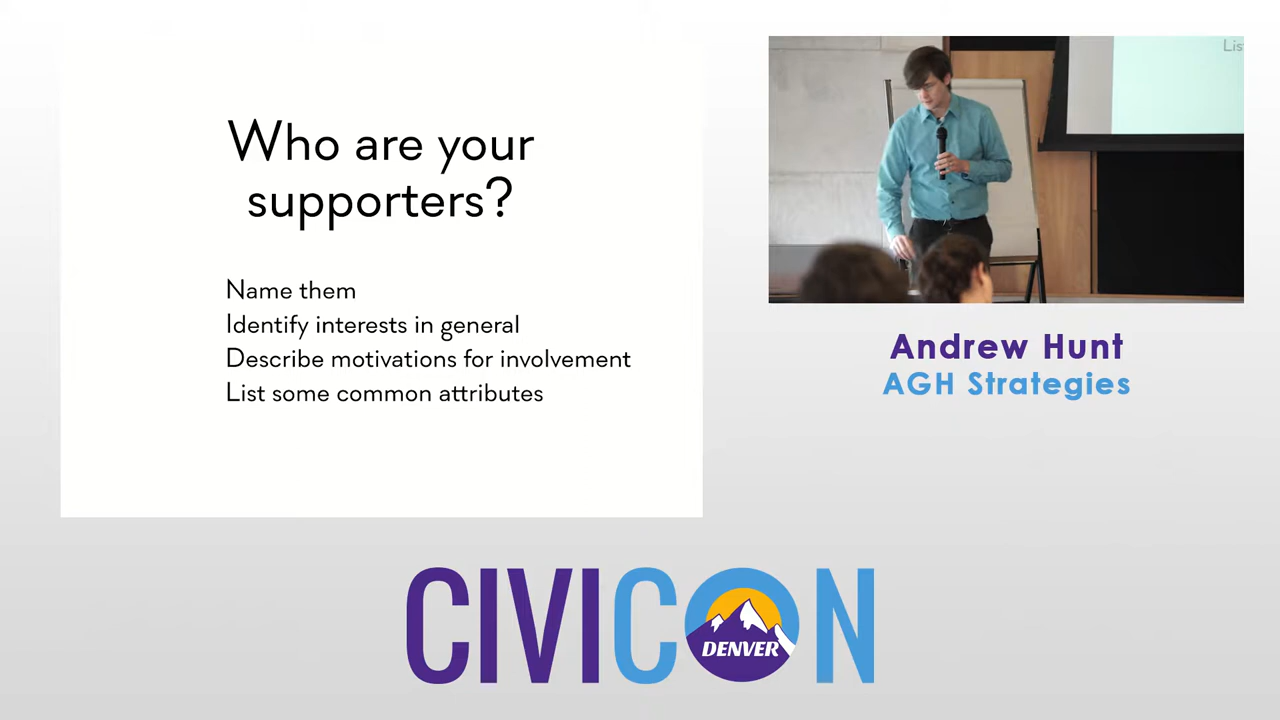 Who are your
supporters?
Name them
Identify interests in general
Describe motivations for involvement
List some common attributes
Lis
Andrew Hunt
AGH Strategies
CIVICON
DENVER